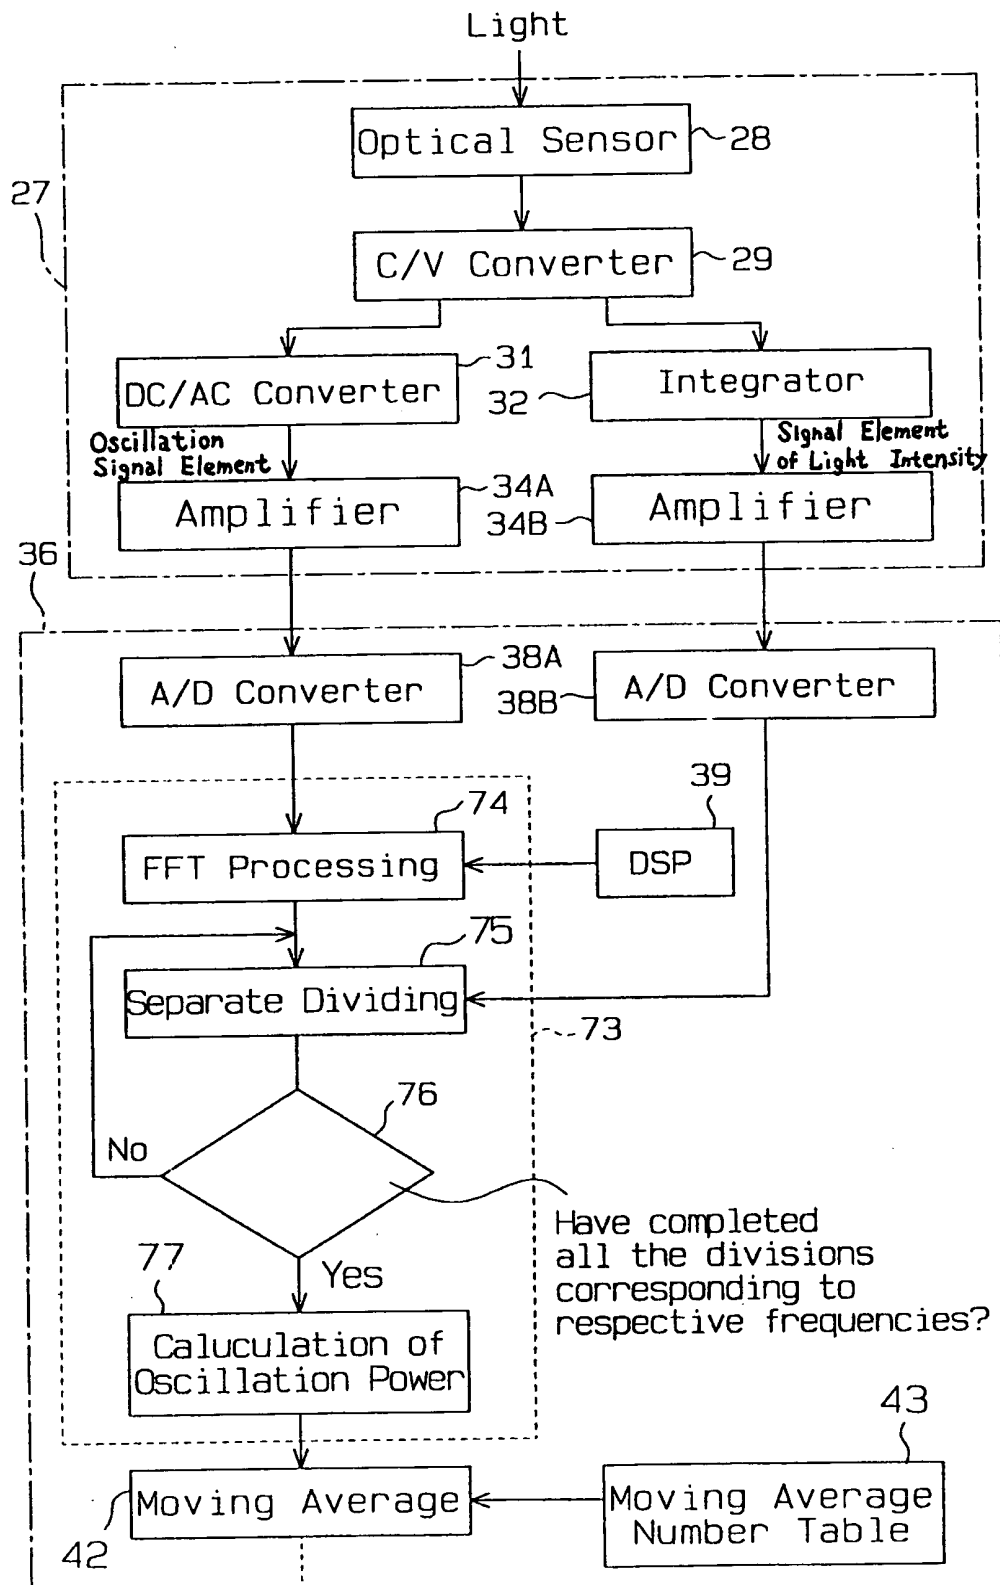 Light
Optical Sensor
28
27
C/V Converter
29
DC/AC Converter
31
Integrator
32
Oscillation
Signal Element
Signal Element
of Light Intensity
Amplifier
34A
Amplifier
34B
36
A/D Converter
38A
A/D Converter
38B
74
39
FFT Processing
DSP
75
Separate Dividing
73
76
No
Have completed
all the divisions
corresponding to
respective frequencies?
Yes
77
Caluculation of
Oscillation Power
43
Moving Average
42
Moving Average
Number Table